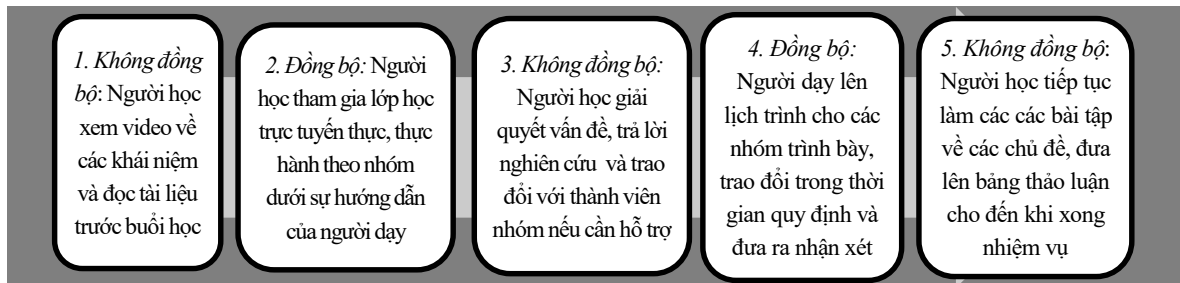 1. Không đồng
bộ: Người học
xem video về
các khái niệm
và đọc tài liệu
trước buổi học
2. Đồng bộ: Người
học tham gia lớp học
trực tuyến thực, thực
hành theo nhóm
dưới sự hướng dẫn
của người dạy
3. Không đồng bộ:
Người học giải
quyết vấn đề, trả lời
nghiên cứu và trao
đổi với thành viên
nhóm nếu cần hỗ trợ
4. Đồng bộ:
Người dạy lên
lịch trình cho các
nhóm trình bày,
trao đổi trong thời
gian quy định và
đưa ra nhận xét
5. Không đồng bộ:
Người học tiếp tục
làm các các bài tập
về các chủ đề, đưa
lên bảng thảo luận
cho đến khi xong
nhiệm vụ